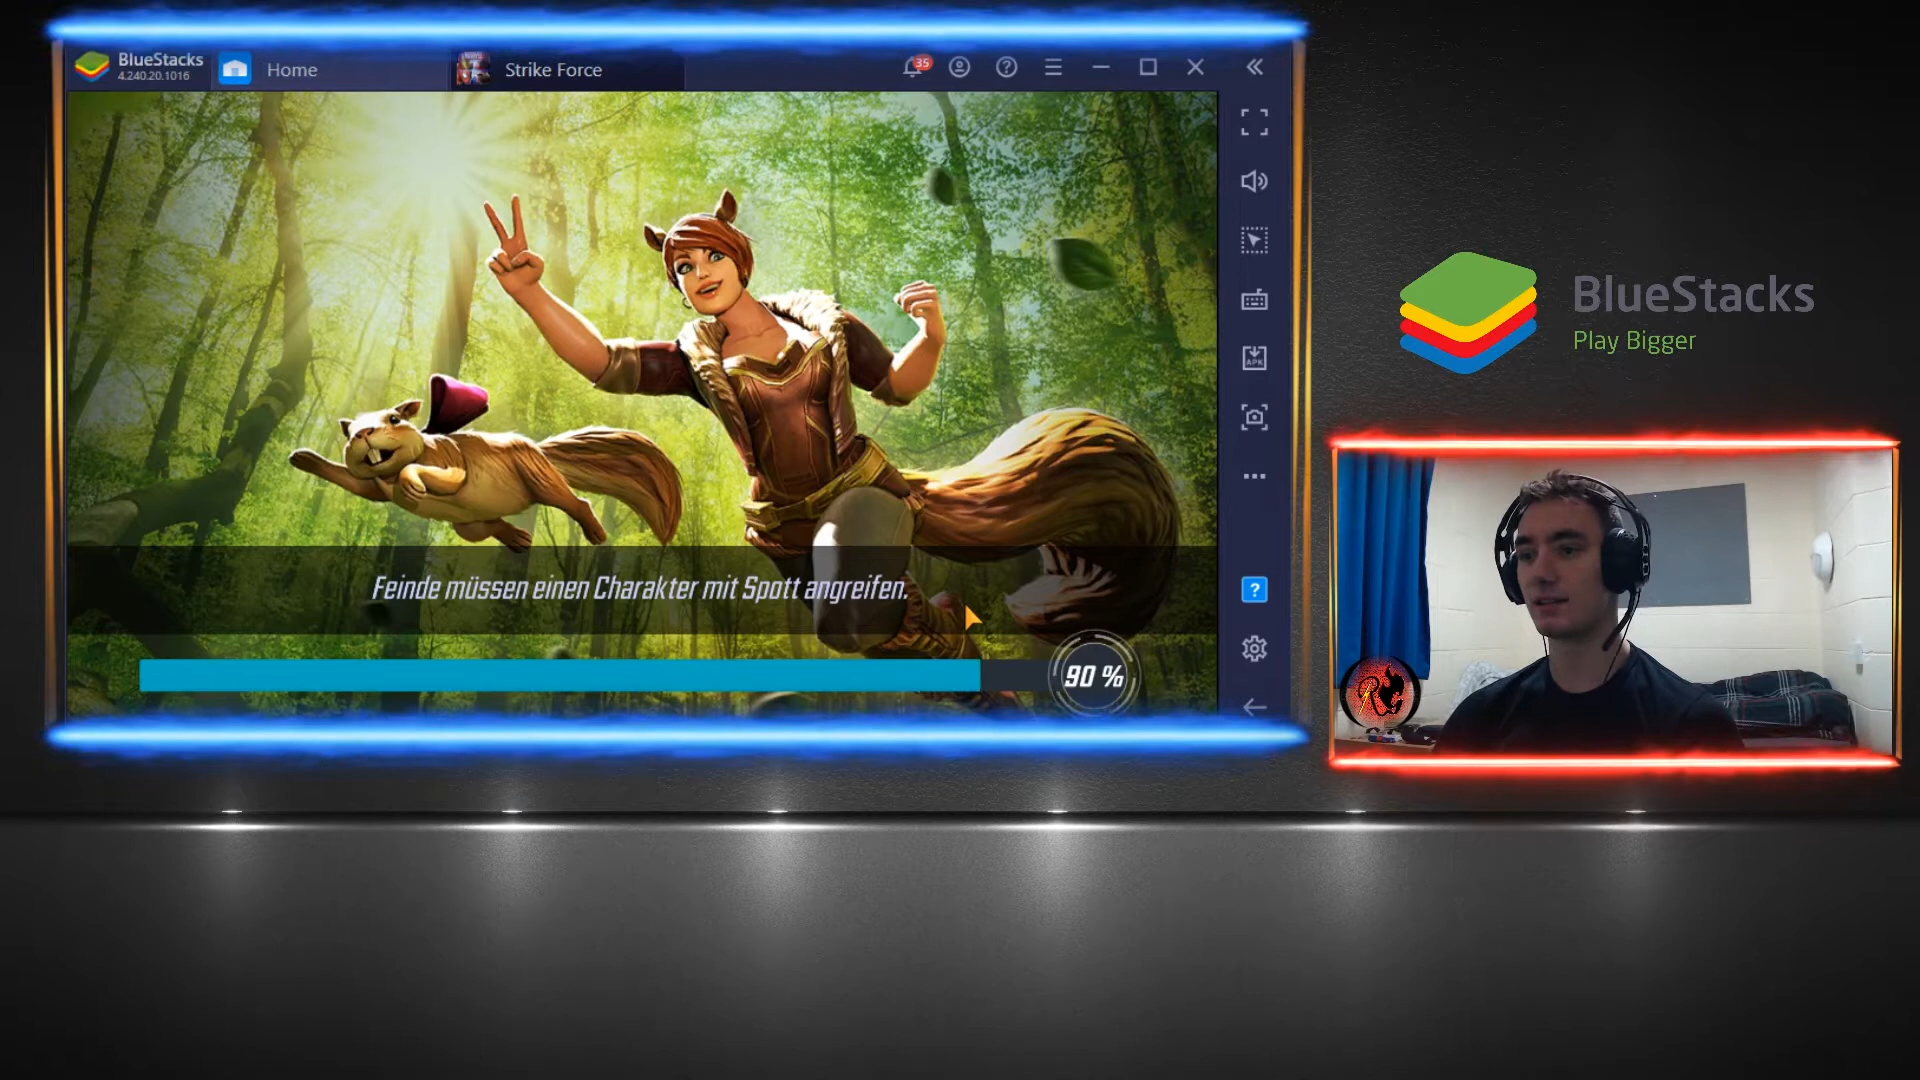 BlueStacks
4.240.20.1016
Home
Strike Force
35
APK
BlueStacks
Play Bigger
Feinde müssen einen Charakter mit Spott angreifen.
?
90 %